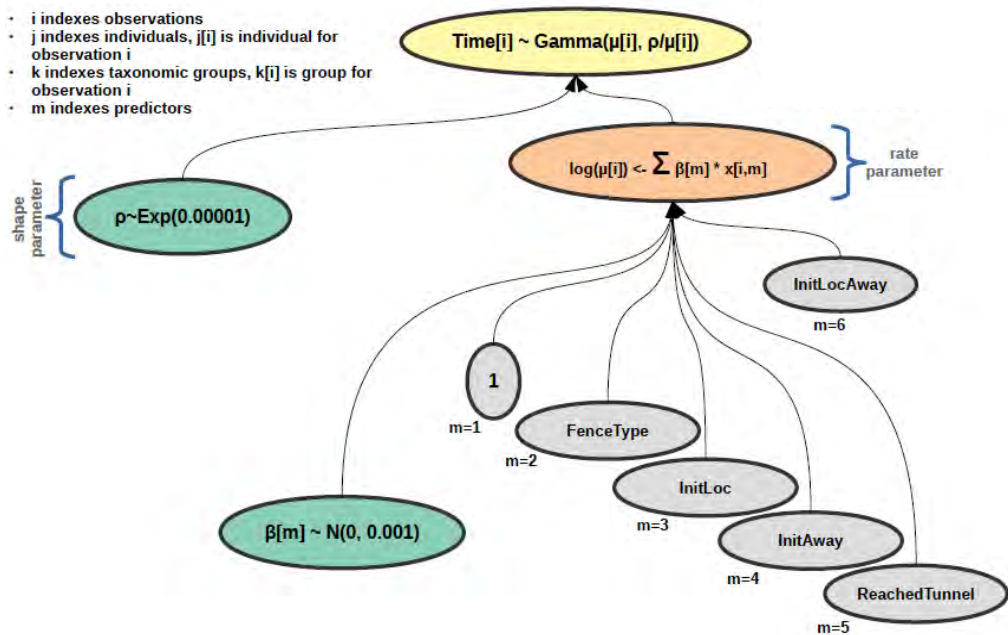 • i indexes observations
• j indexes individuals, j[i] is individual for
observation i
• k indexes taxonomic groups, k[i] is group for
observation i
• m indexes predictors
Time[i] ~ Gamma(µ[i], ρ/µ[i])
log(µ[i]) <- Σ β[m] * x[i,m]
rate
parameter
shape
parameter
ρ~Exp(0.00001)
InitLocAway
m=6
1
m=1
FenceType
m=2
InitLoc
m=3
β[m] ~ N(0, 0.001)
InitAway
m=4
ReachedTunnel
m=5